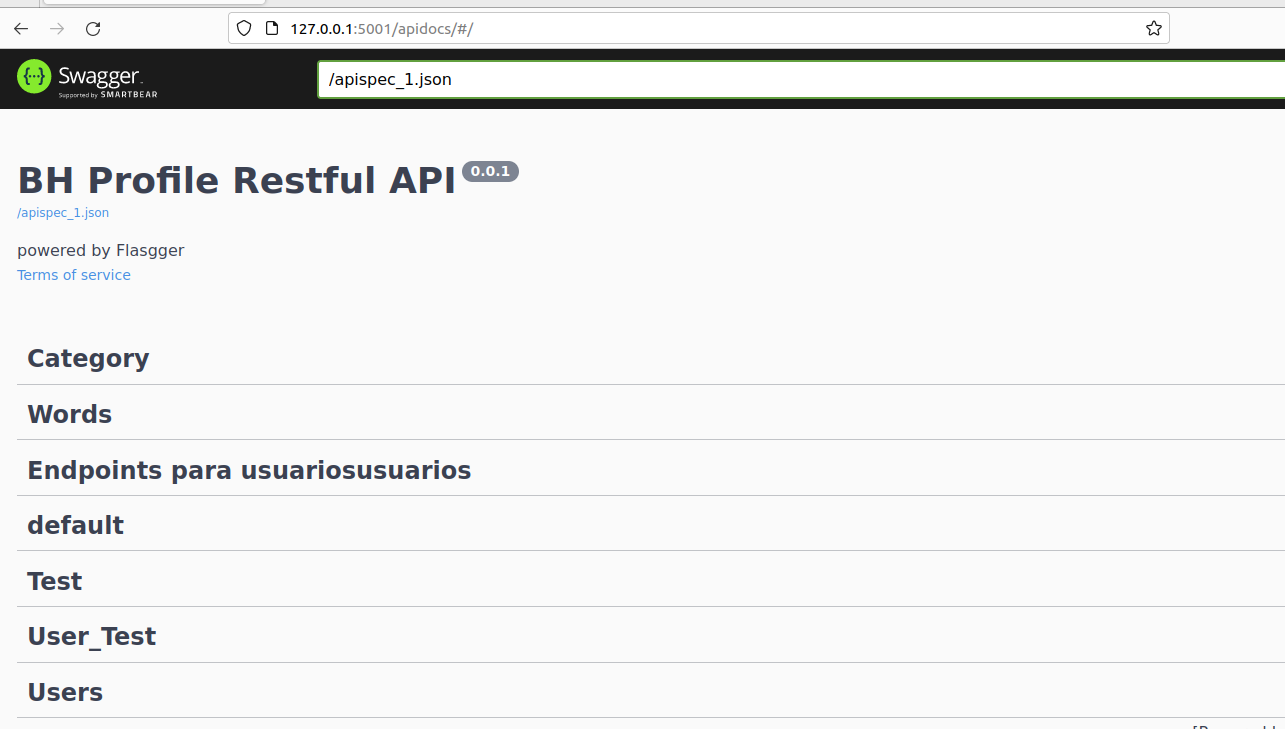 127.0.0.1:5001/apidocs/#/
Swagger
Supported by SMARTBEAR
/apispec_1.json
BH Profile Restful API 0.0.1
/apispec_1.json
powered by Flasgger
Terms of service
Category
Words
Endpoints para usuariosusuarios
default
Test
User_Test
Users